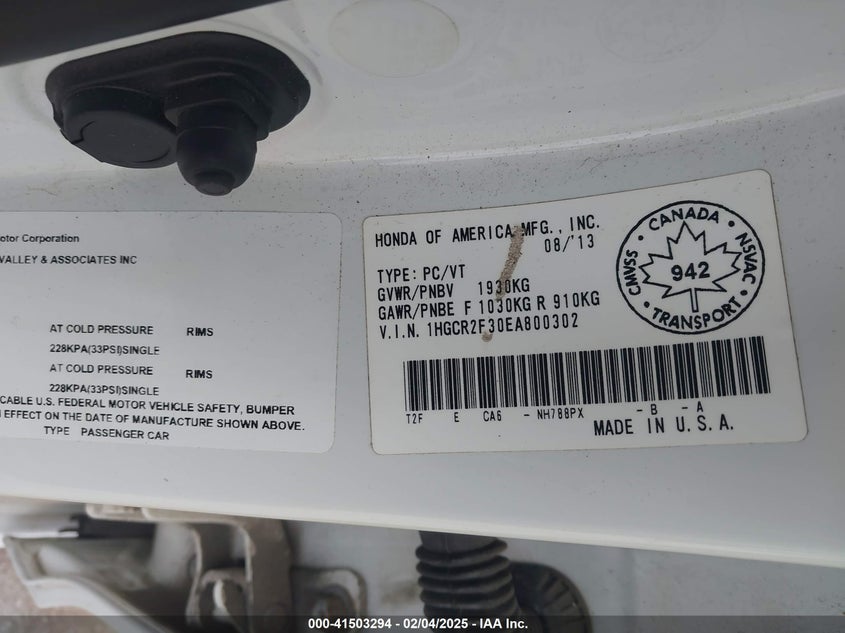 otor Corporation
VALLEY & ASSOCIATES INC
AT COLD PRESSURE RIMS
228KPA(33PSI)SINGLE
AT COLD PRESSURE RIMS
228KPA(33PSI)SINGLE
CABLE U.S. FEDERAL MOTOR VEHICLE SAFETY, BUMPER
EFFECT ON THE DATE OF MANUFACTURE SHOWN ABOVE.
TYPE PASSENGER CAR
HONDA OF AMERICA MFG., INC.
08/'13
TYPE: PC/VT
GVWR/PNBV 1930KG
GAWR/PNBE F 1030KG R 910KG
V.I.N. 1HGCR2F30EA800302
T2F E CA6 - NH788PX -B -A
MADE IN U.S.A.
CANADA
CMVSS 942 NSVAC
TRANSPORT
000-41503294 - 02/04/2025 - IAA Inc.